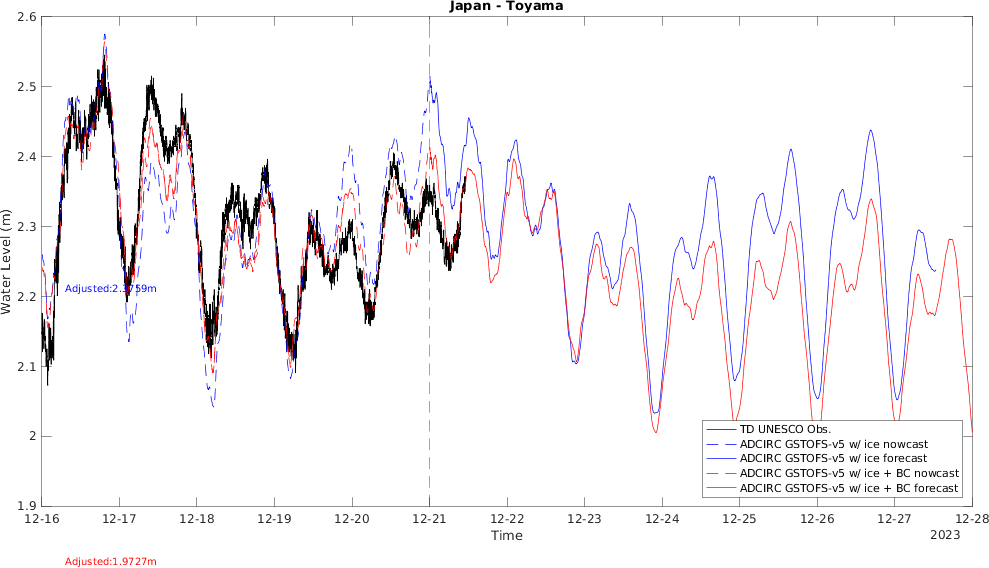 Japan - Toyama
2.6
2.5
2.4
2.3
2.2
2.1
2
1.9
Water Level (m)
Adjusted:2.3759m
TD UNESCO Obs.
ADCIRC GSTOFS-v5 w/ ice nowcast
ADCIRC GSTOFS-v5 w/ ice forecast
ADCIRC GSTOFS-v5 w/ ice + BC nowcast
ADCIRC GSTOFS-v5 w/ ice + BC forecast
12-16 12-17 12-18 12-19 12-20 12-21 12-22 12-23 12-24 12-25 12-26 12-27 12-28
Time
2023
Adjusted:1.9727m